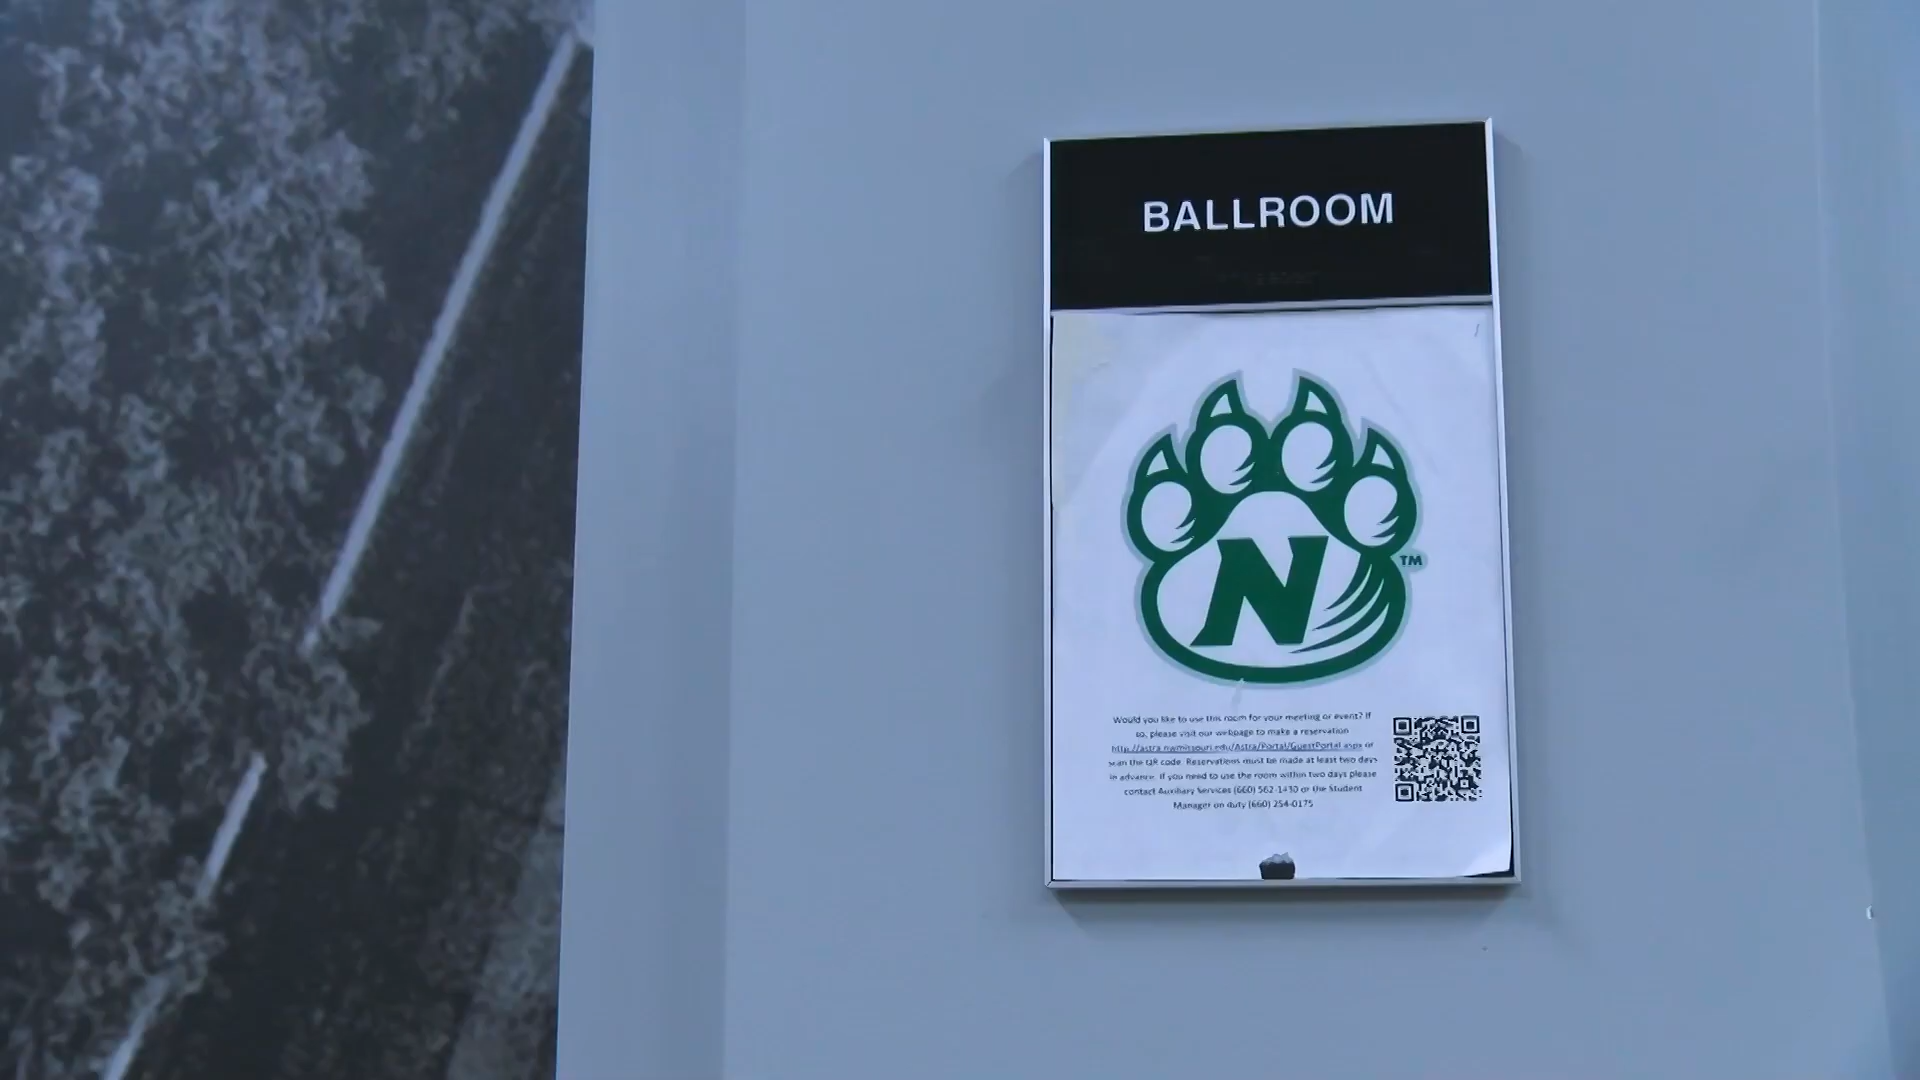 BALLROOM
N
TM
Would you like to use this room for your meeting or event? If
so, please visit our webpage to make a reservation
http://astra.nwmissouri.edu/Astra/Portal/GuestPortal.aspx or
scan the QR code. Reservations must be made at least two days
in advance. If you need to use the room within two days please
contact Auxiliary Services (660) 562-1430 or the Student
Manager on duty (660) 254-0175